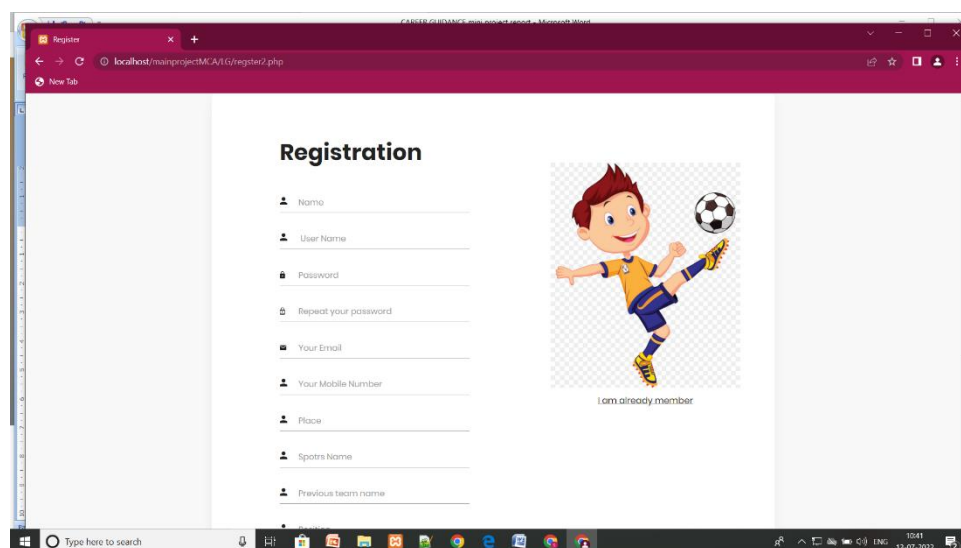 CAREER GUIDANCE mini project report - Microsoft Word
Register
localhost/mainprojectMCA/LG/regster2.php
New Tab
Registration
Name
User Name
Password
Repeat your password
Your Email
Your Mobile Number
Place
Spotrs Name
Previous team name
Position
I am already member
Type here to search
ENG
10:41
13-07-2022